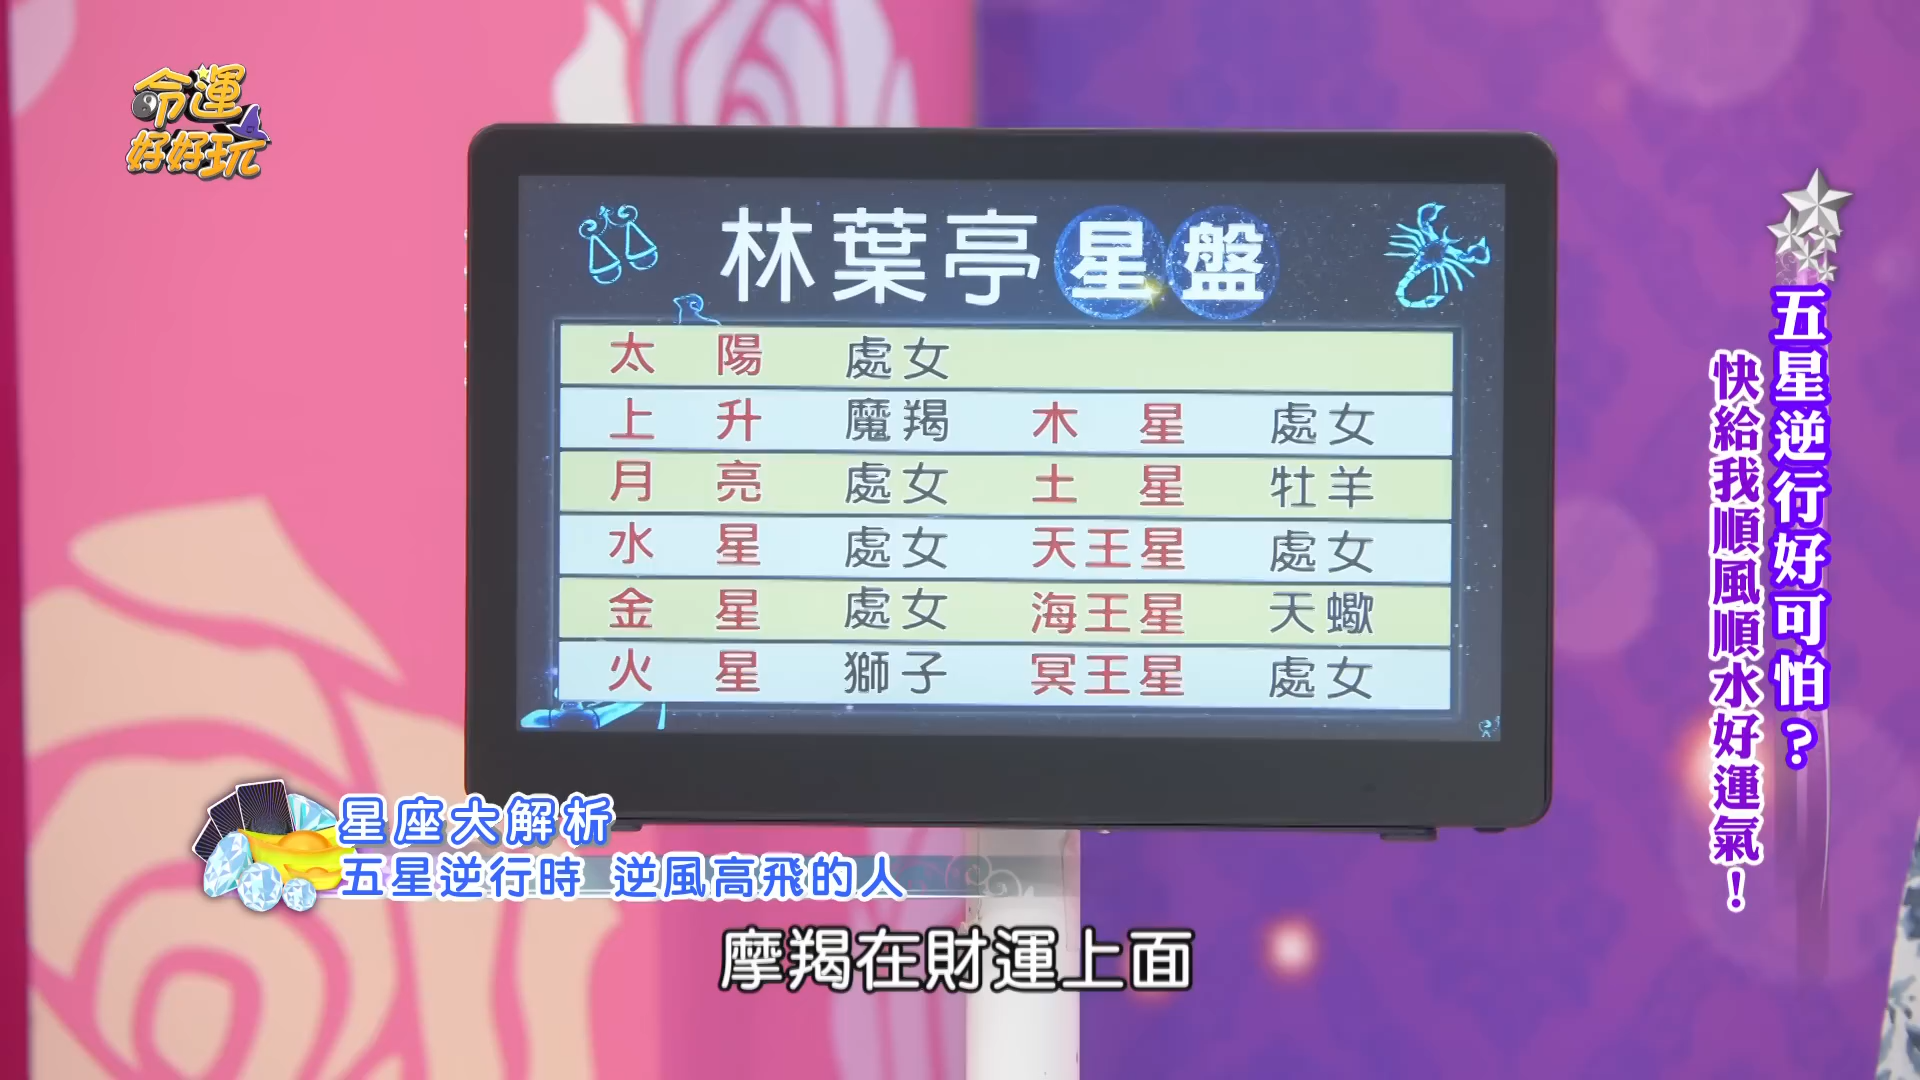 命運
好好玩
林葉亭星盤
太陽 處女
上升 魔羯 木星 處女
月亮 處女 土星 牡羊
水星 處女 天王星 處女
金星 處女 海王星 天蠍
火星 獅子 冥王星 處女
五星逆行好可怕?
快給我順風順水好運氣!
星座大解析
五星逆行時 逆風高飛的人
摩羯在財運上面